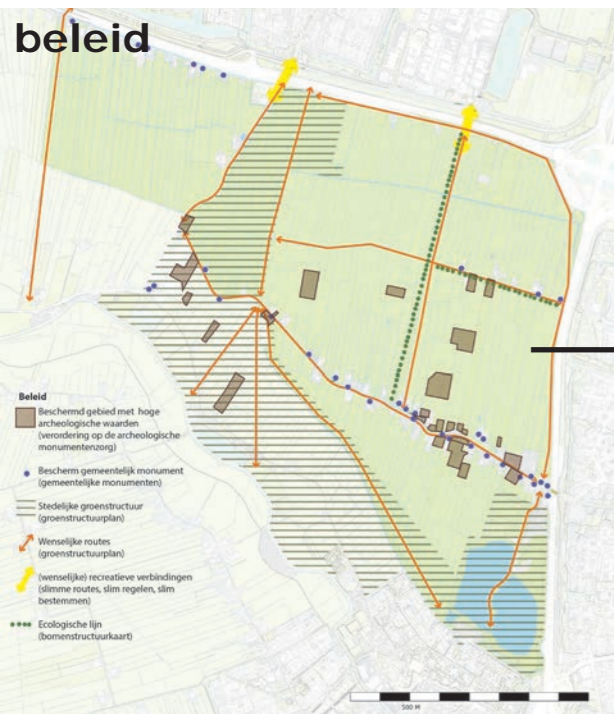 beleid
Beleid
Beschermd gebied met hoge
archeologische waarden
(verordering op de archeologische
monumentenzorg)
Bescherm gemeentelijk monument
(gemeentelijke monumenten)
Stedelijke groenstructuur
(groenstructuurplan)
Wenselijke routes
(groenstructuurplan)
(wenselijke) recreatieve verbindingen
(slimme routes, slim regelen, slim
bestemmen)
Ecologische lijn
(bomenstructuurkaart)
500 M